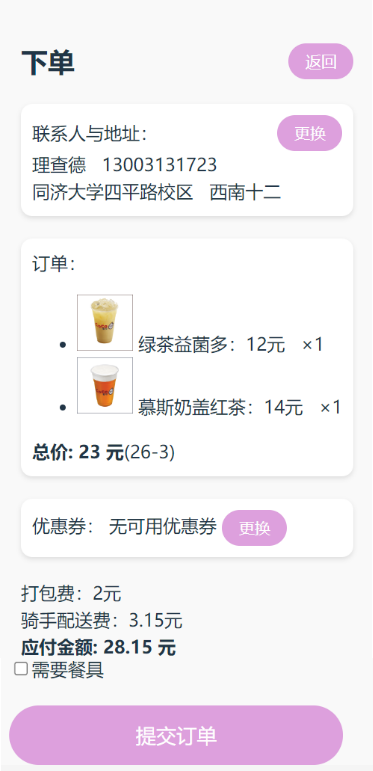 下单
返回
联系人与地址：
更换
理查德 13003131723
同济大学四平路校区 西南十二
订单：
绿茶益菌多：12元 ×1
慕斯奶盖红茶：14元 ×1
总价: 23 元(26-3)
优惠券： 无可用优惠券 更换
打包费：2元
骑手配送费：3.15元
应付金额: 28.15 元
需要餐具
提交订单